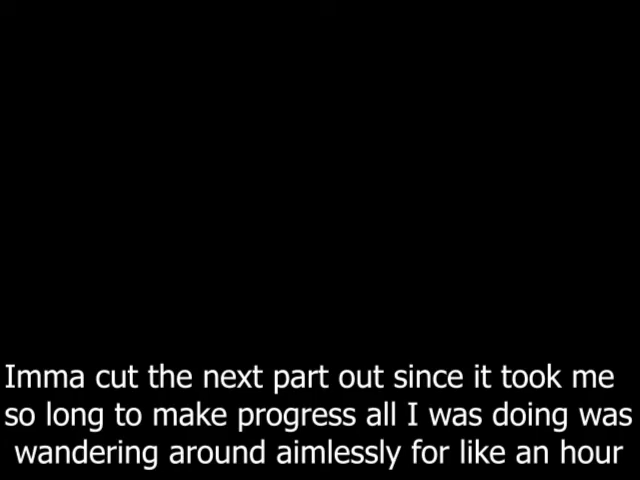 Imma cut the next part out since it took me
so long to make progress all I was doing was
wandering around aimlessly for like an hour